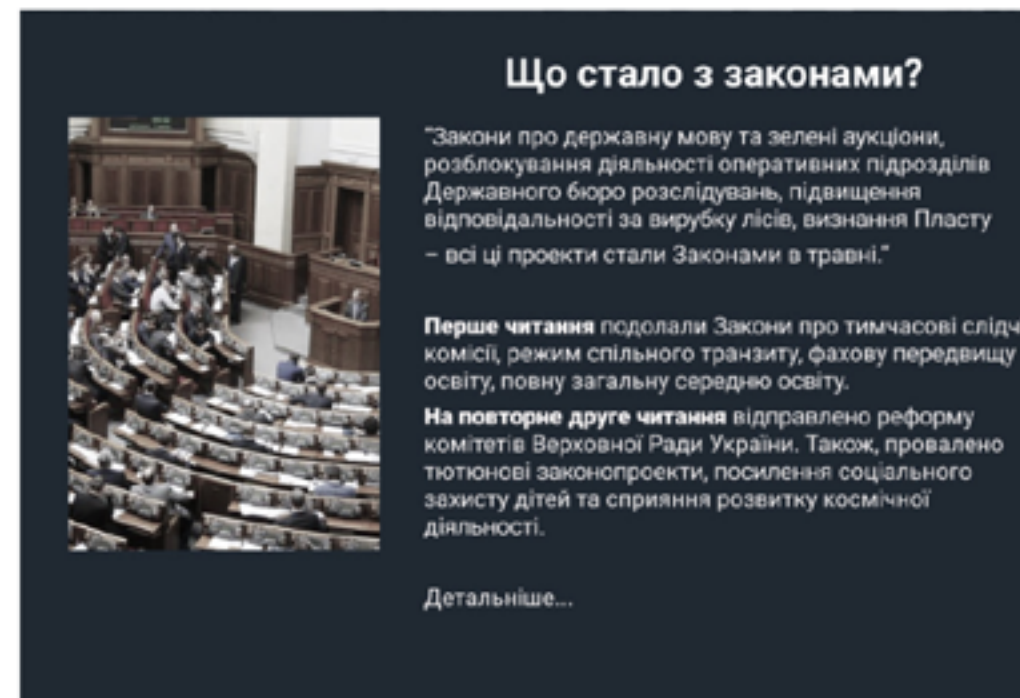 Що стало з законами?
"Закони про державну мову та зелені аукціони,
розблокування діяльності оперативних підрозділів
Державного бюро розслідувань, підвищення
відповідальності за вирубку лісів, визнання Пласту
– всі ці проекти стали Законами в травні."
Перше читання подолали Закони про тимчасові слідч
комісії, режим спільного транзиту, фахову передвищу
освіту, повну загальну середню освіту.
На повторне друге читання відправлено реформу
комітетів Верховної Ради України. Також, провалено
тютюнові законопроекти, посилення соціального
захисту дітей та сприяння розвитку космічної
діяльності.
Детальніше...